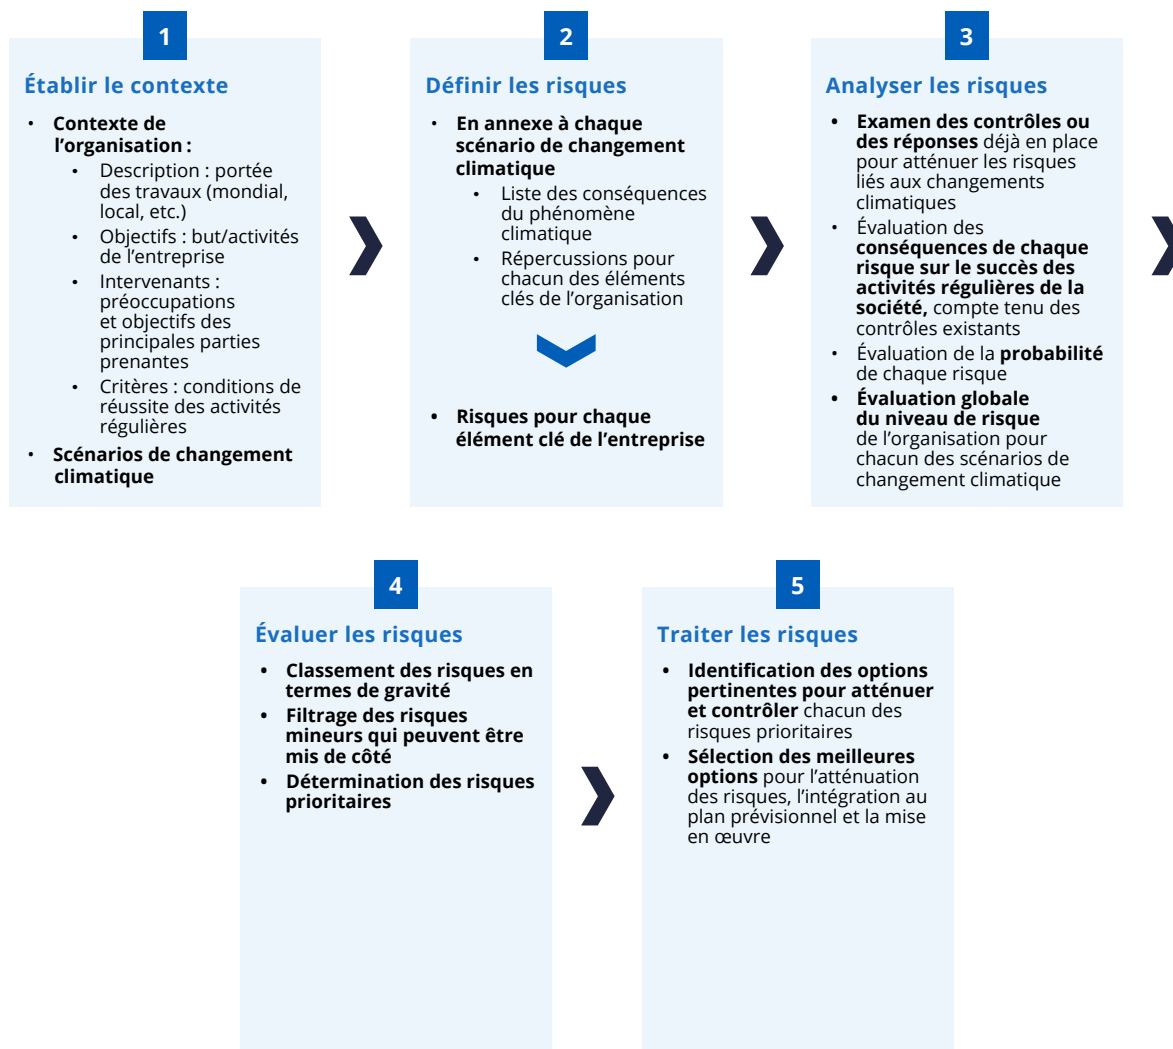 1
Établir le contexte
• Contexte de
l’organisation :
• Description : portée
des travaux (mondial,
local, etc.)
• Objectifs : but/activités
de l’entreprise
• Intervenants :
préoccupations
et objectifs des
principales parties
prenantes
• Critères : conditions de
réussite des activités
régulières
• Scénarios de changement
climatique
2
Définir les risques
• En annexe à chaque
scénario de changement
climatique
• Liste des conséquences
du phénomène
climatique
• Répercussions pour
chacun des éléments
clés de l’organisation
• Risques pour chaque
élément clé de l’entreprise
3
Analyser les risques
• Examen des contrôles ou
des réponses déjà en place
pour atténuer les risques
liés aux changements
climatiques
• Évaluation des
conséquences de chaque
risque sur le succès des
activités régulières de la
société, compte tenu des
contrôles existants
• Évaluation de la probabilité
de chaque risque
• Évaluation globale
du niveau de risque
de l’organisation pour
chacun des scénarios de
changement climatique
4
Évaluer les risques
• Classement des risques en
termes de gravité
• Filtrage des risques
mineurs qui peuvent être
mis de côté
• Détermination des risques
prioritaires
5
Traiter les risques
• Identification des options
pertinentes pour atténuer
et contrôler chacun des
risques prioritaires
• Sélection des meilleures
options pour l’atténuation
des risques, l’intégration au
plan prévisionnel et la mise
en œuvre